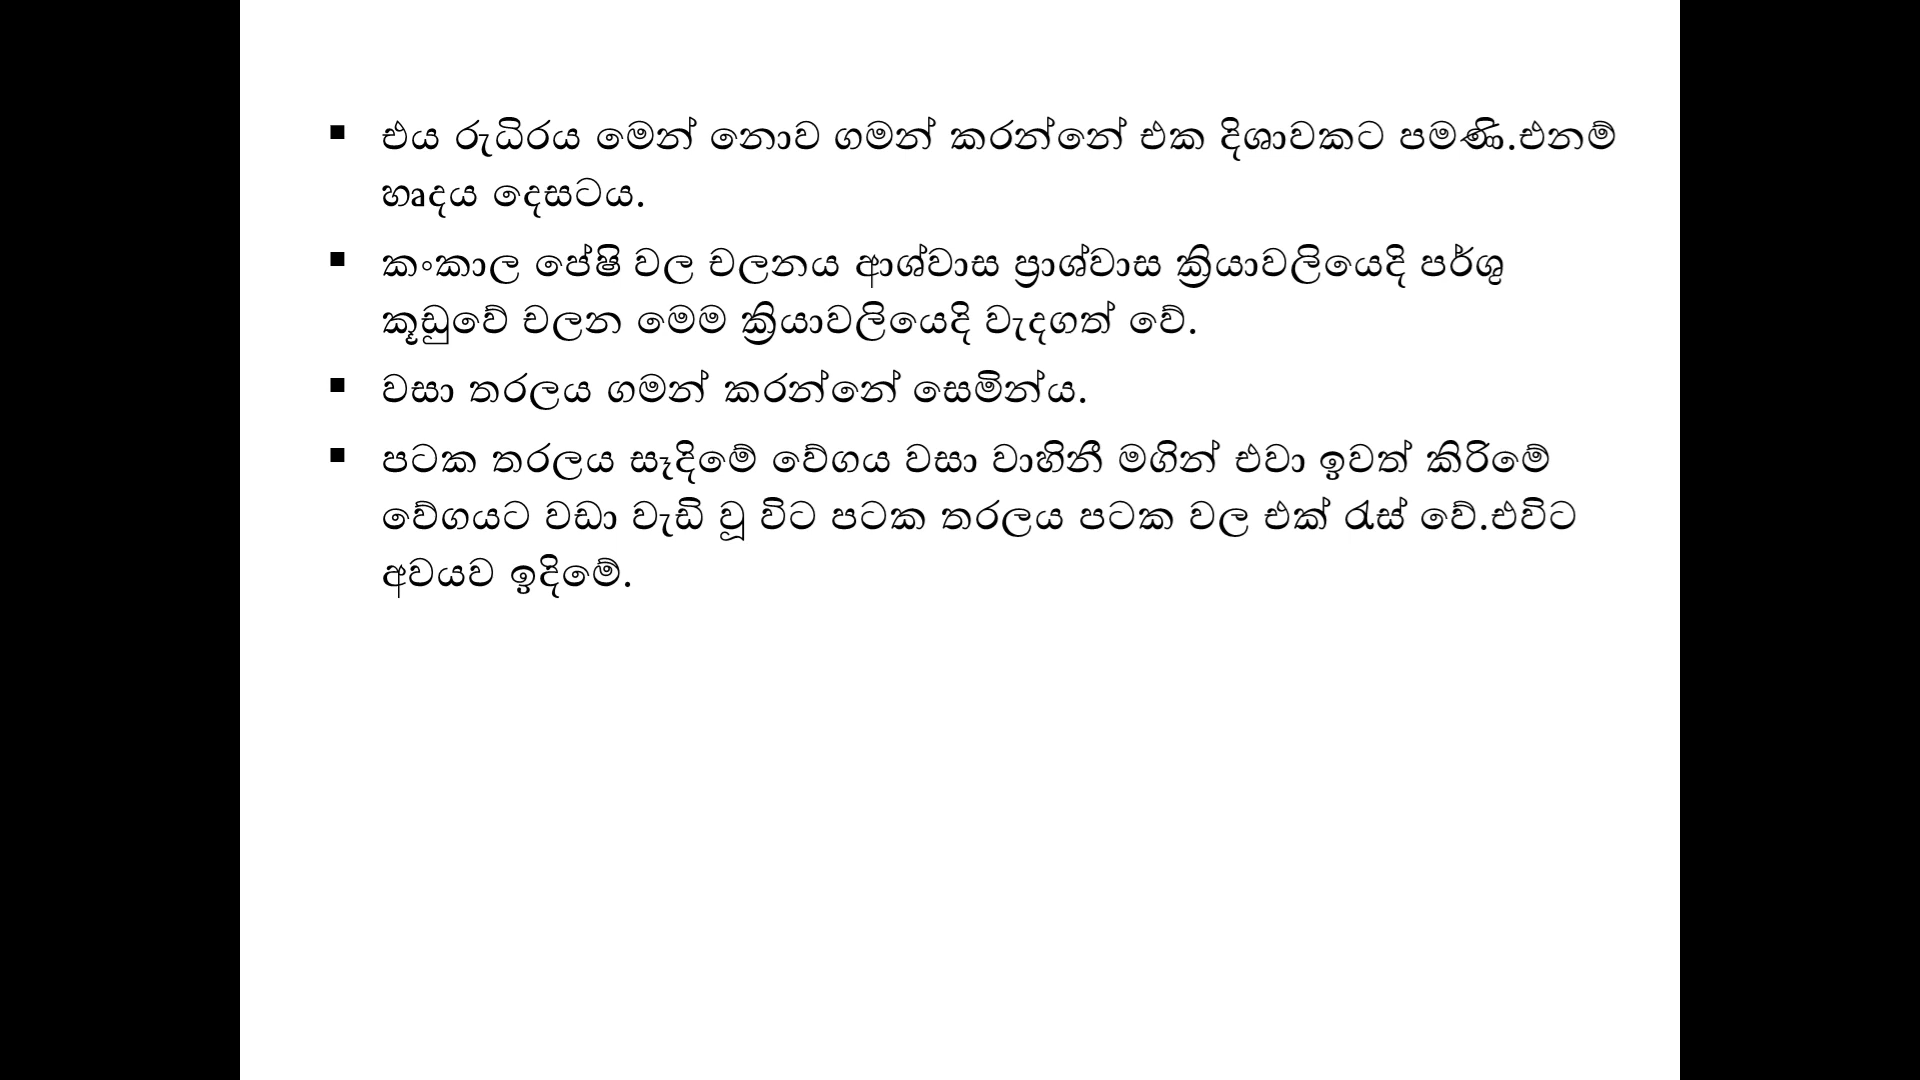 ▪ එය රුධිරය මෙන් නොව ගමන් කරන්නේ එක දිශාවකට පමණි.එනම්
හෘදය දෙසටය.
▪ කංකාල පේෂි වල චලනය ආශ්වාස ප්‍රාශ්වාස ක්‍රියාවලියෙදි පර්ශු
කූඩුවේ චලන මෙම ක්‍රියාවලියෙදි වැදගත් වේ.
▪ වසා තරලය ගමන් කරන්නේ සෙමින්ය.
▪ පටක තරලය සෑදිමේ වේගය වසා වාහිනී මගින් එවා ඉවත් කිරිමේ
වේගයට වඩා වැඩි වූ විට පටක තරලය පටක වල එක් රැස් වේ.එවිට
අවයව ඉදිමේ.